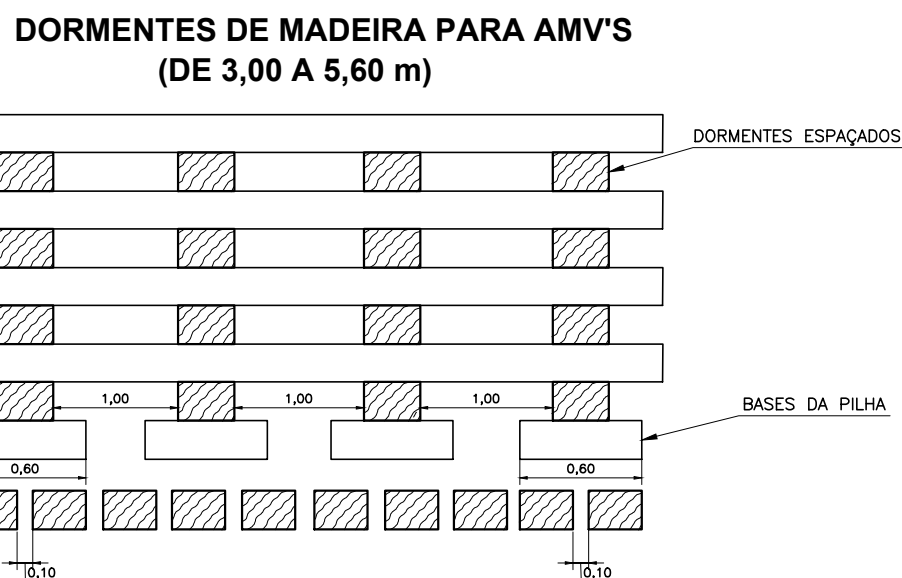 DORMENTES DE MADEIRA PARA AMV'S
(DE 3,00 A 5,60 m)
DORMENTES ESPAÇADOS
1,00 1,00 1,00
BASES DA PILHA
0,60 0,60
0,10 0,10